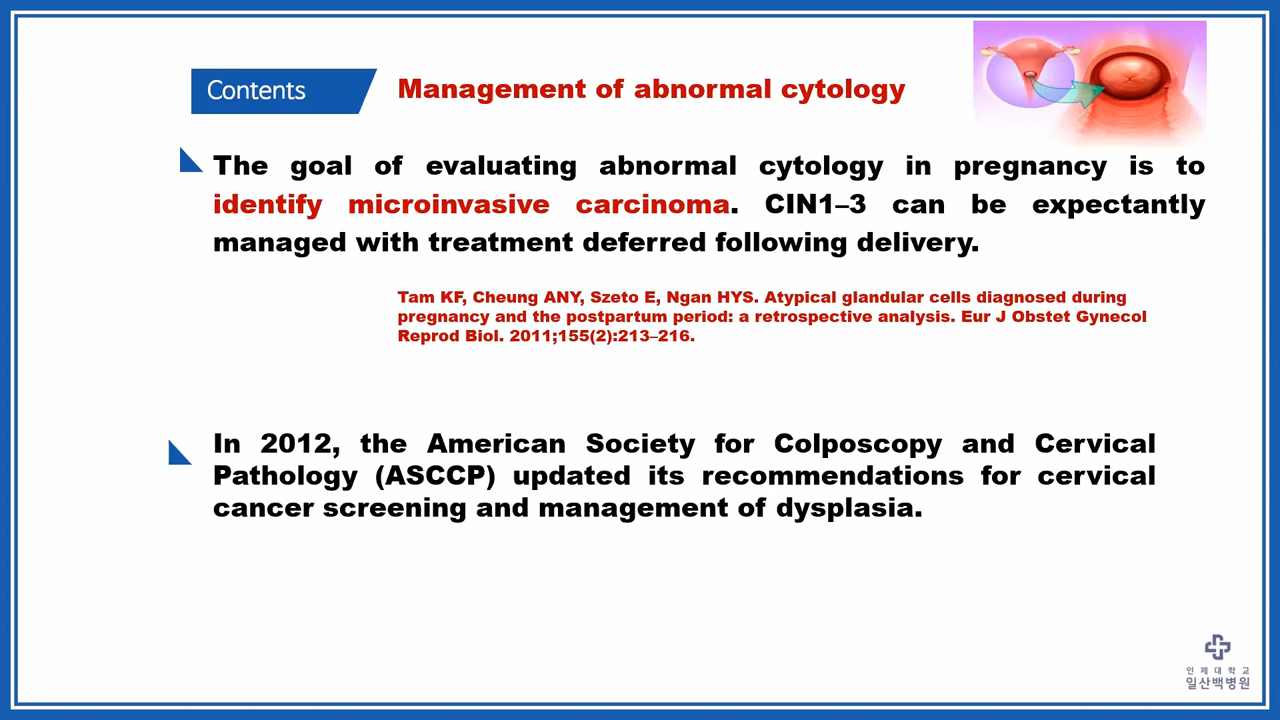 Contents
Management of abnormal cytology
The goal of evaluating abnormal cytology in pregnancy is to
identify microinvasive carcinoma. CIN1–3 can be expectantly
managed with treatment deferred following delivery.
Tam KF, Cheung ANY, Szeto E, Ngan HYS. Atypical glandular cells diagnosed during
pregnancy and the postpartum period: a retrospective analysis. Eur J Obstet Gynecol
Reprod Biol. 2011;155(2):213–216.
In 2012, the American Society for Colposcopy and Cervical
Pathology (ASCCP) updated its recommendations for cervical
cancer screening and management of dysplasia.
인제대학교
일산백병원